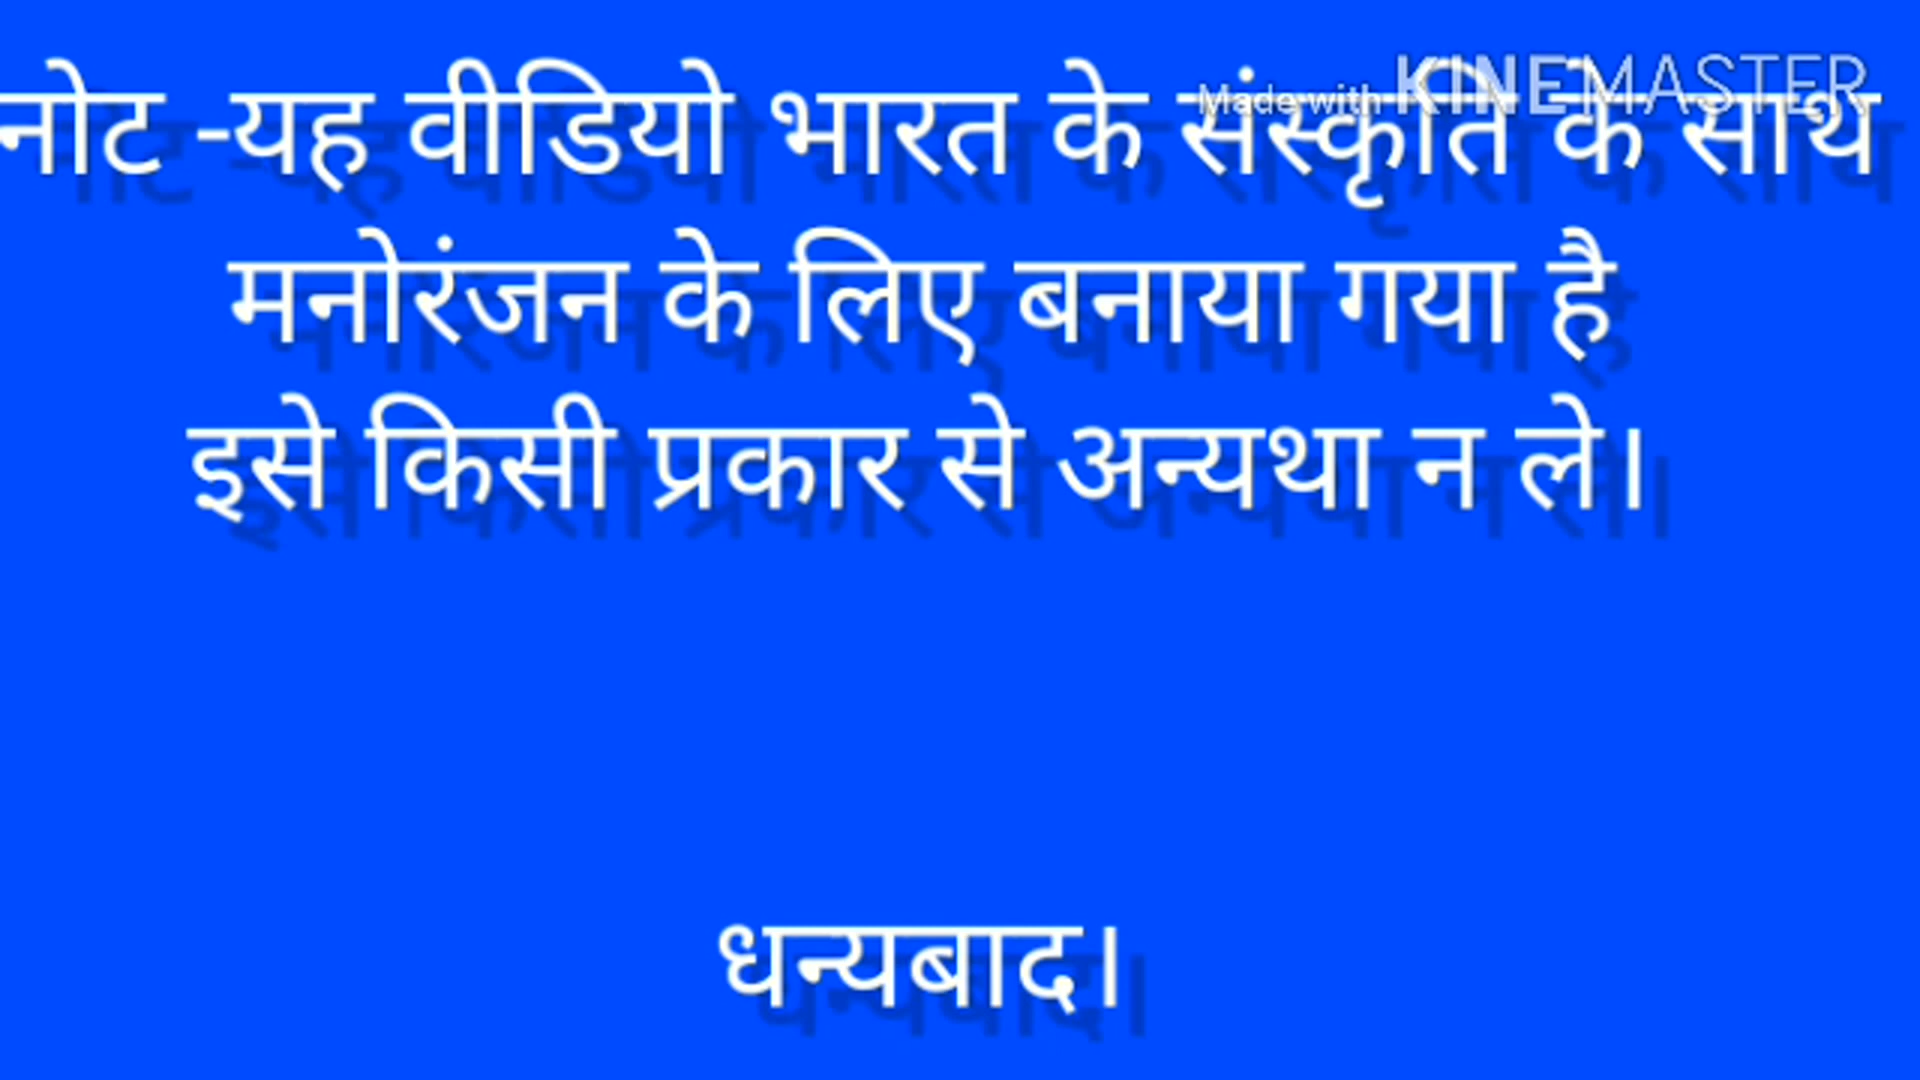 Made with KINEMASTER
नोट -यह वीडियो भारत के संस्कृति के साथ
मनोरंजन के लिए बनाया गया है
इसे किसी प्रकार से अन्यथा न ले।
धन्यबाद।